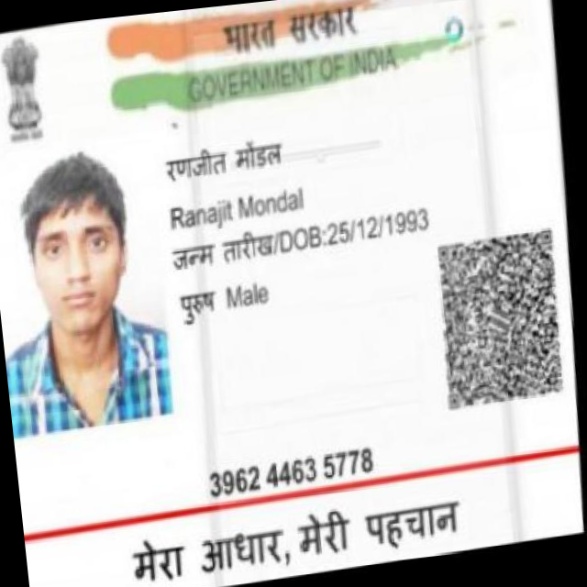 भारत सरकार
GOVERNMENT OF INDIA
रणजीत मोंडल
Ranajit Mondal
जन्म तारीख/DOB:25/12/1993
पुरुष Male
3962 4463 5778
मेरा आधार, मेरी पहचान